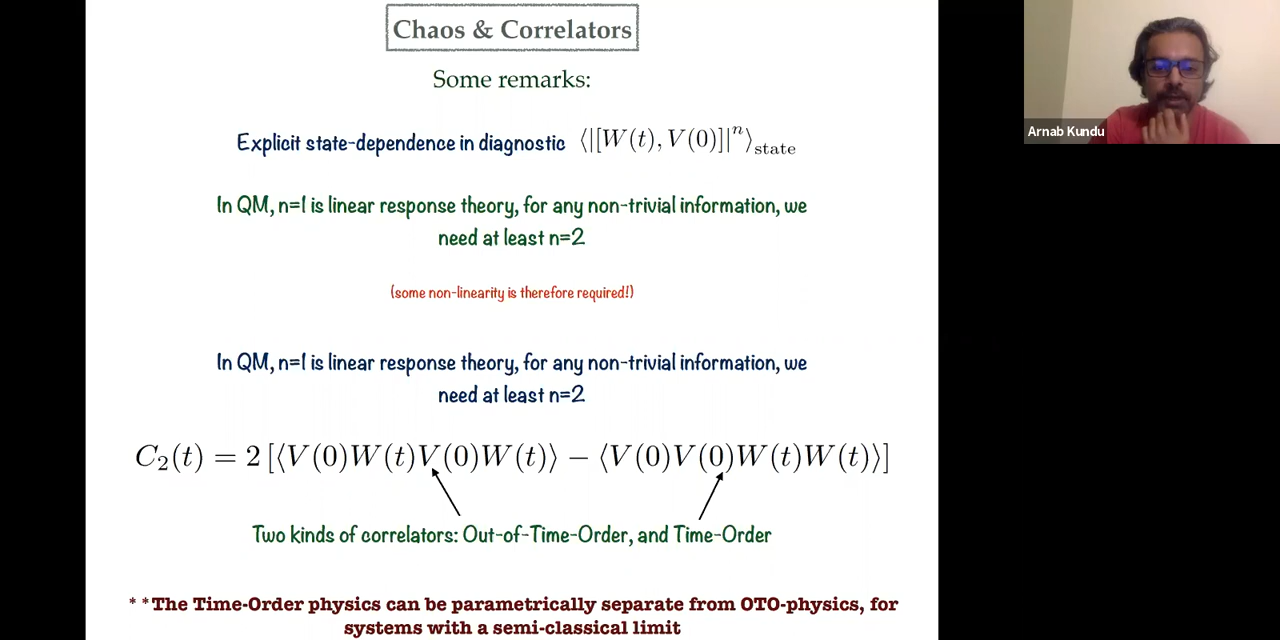 Chaos & Correlators
Some remarks:
Explicit state-dependence in diagnostic ⟨|[W(t), V(0)]|ⁿ⟩state
In QM, n=1 is linear response theory, for any non-trivial information, we
need at least n=2
(some non-linearity is therefore required!)
In QM, n=1 is linear response theory, for any non-trivial information, we
need at least n=2
C₂(t) = 2 [⟨V(0)W(t)V(0)W(t)⟩ − ⟨V(0)V(0)W(t)W(t)⟩]
Two kinds of correlators: Out-of-Time-Order, and Time-Order
**The Time-Order physics can be parametrically separate from OTO-physics, for
systems with a semi-classical limit
Arnab Kundu